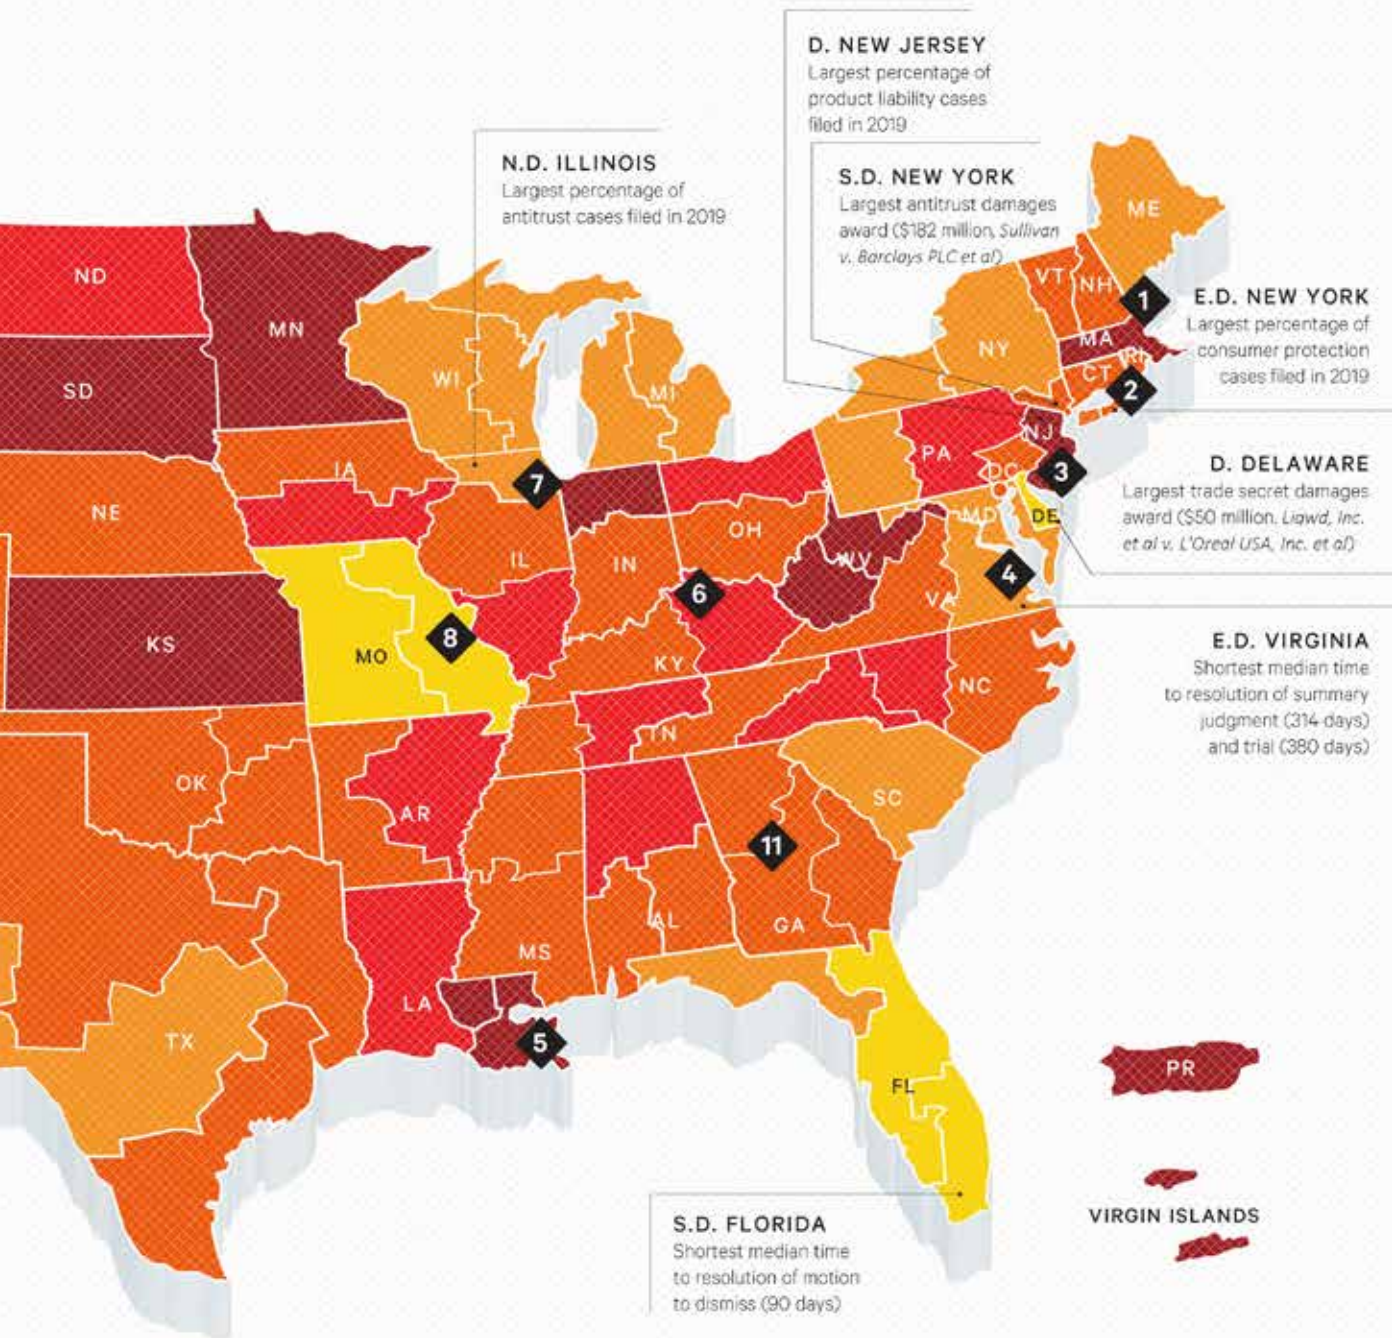 D. NEW JERSEY
Largest percentage of
product liability cases
filed in 2019
N.D. ILLINOIS
Largest percentage of
antitrust cases filed in 2019
S.D. NEW YORK
Largest antitrust damages
award ($182 million, Sullivan
v. Barclays PLC et al)
E.D. NEW YORK
Largest percentage of
consumer protection
cases filed in 2019
D. DELAWARE
Largest trade secret damages
award ($50 million. Liqwd, Inc.
et al v. L'Oreal USA, Inc. et al)
E.D. VIRGINIA
Shortest median time
to resolution of summary
judgment (314 days)
and trial (380 days)
S.D. FLORIDA
Shortest median time
to resolution of motion
to dismiss (90 days)
ME
VT
NH
1
ND
MN
MA
RI
NY
CT
WI
MI
2
SD
NJ
PA
IA
3
DC
7
NE
MD
DE
OH
IL
IN
WV
4
6
VA
8
KS
MO
KY
NC
TN
OK
SC
AR
11
AL
GA
MS
LA
TX
5
PR
FL
VIRGIN ISLANDS